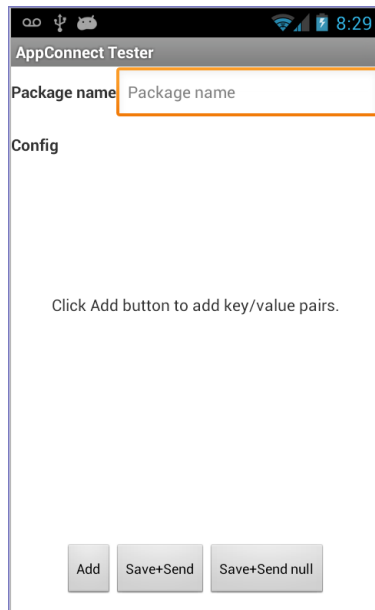 8:29
AppConnect Tester
Package name Package name
Config
Click Add button to add key/value pairs.
Add Save+Send Save+Send null